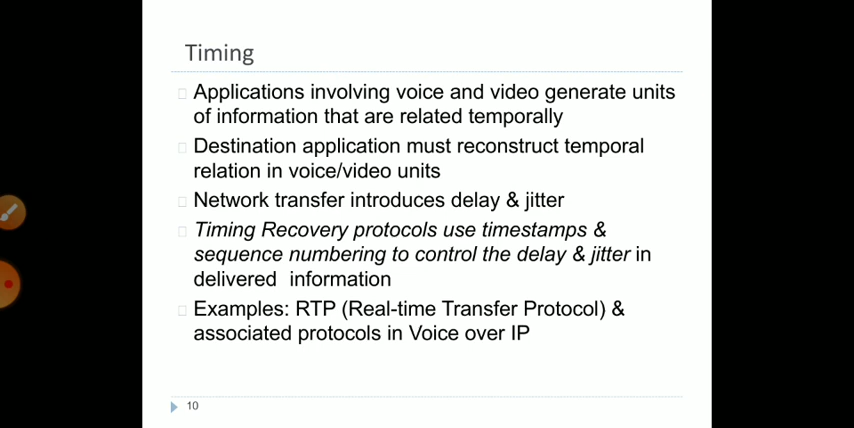 Timing
Applications involving voice and video generate units
of information that are related temporally
Destination application must reconstruct temporal
relation in voice/video units
Network transfer introduces delay & jitter
Timing Recovery protocols use timestamps &
sequence numbering to control the delay & jitter in
delivered information
Examples: RTP (Real-time Transfer Protocol) &
associated protocols in Voice over IP
10